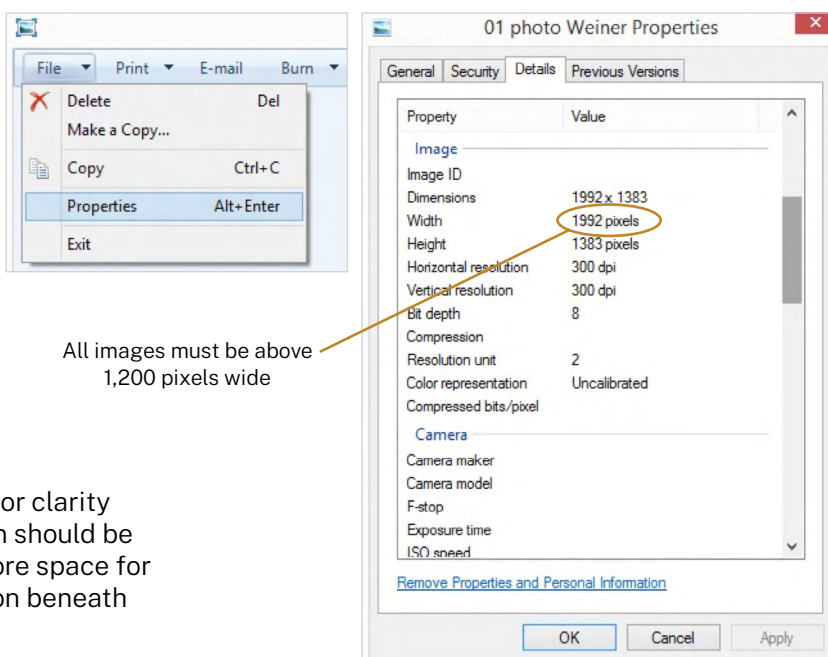 File Print E-mail Burn
Delete Del
Make a Copy...
Copy Ctrl+C
Properties Alt+Enter
Exit
All images must be above
1,200 pixels wide
or clarity
should be
space for
beneath
01 photo Weiner Properties
General Security Details Previous Versions
Property Value
Image
Image ID
Dimensions 1992 x 1383
Width 1992 pixels
Height 1383 pixels
Horizontal resolution 300 dpi
Vertical resolution 300 dpi
Bit depth 8
Compression
Resolution unit 2
Color representation Uncalibrated
Compressed bits/pixel
Camera
Camera maker
Camera model
F-stop
Exposure time
ISO speed
Remove Properties and Personal Information
OK Cancel Apply